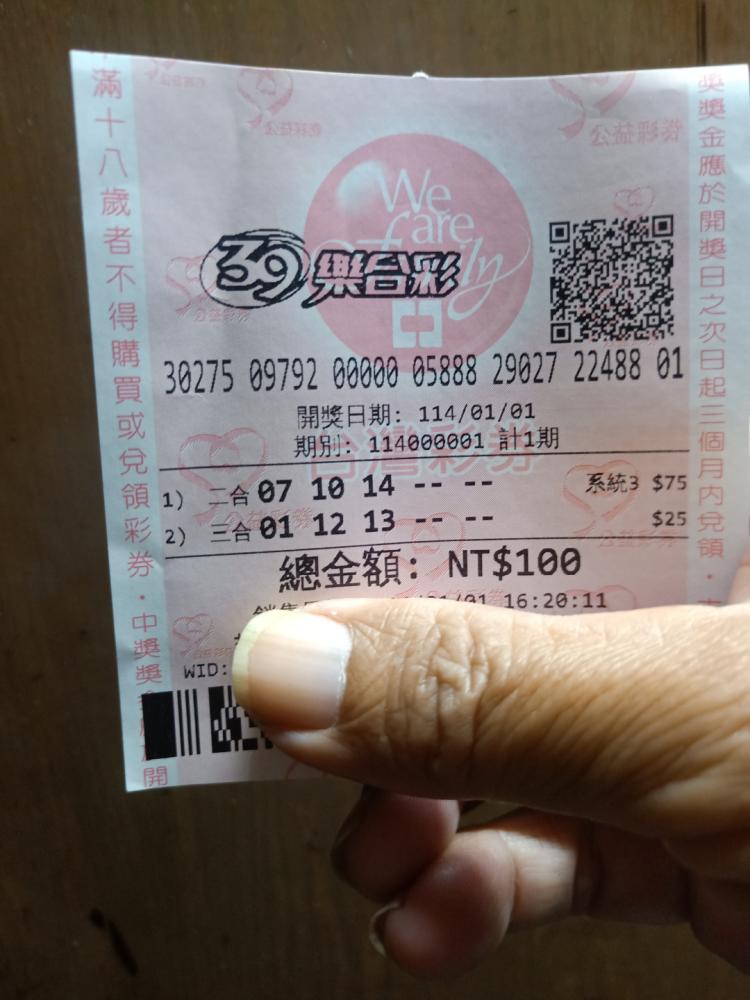 滿十八歲者不得購買或兌領彩券・中獎獎
開
獎獎金應於開獎日之次日起三個月內兌領・
公益彩券
We
Care
Family
39樂合彩
30275 09792 00000 05888 29027 22488 01
開獎日期: 114/01/01
期別: 114000001 計1期
台灣彩券
1) 二合 07 10 14 -- -- 系統3 $75
2) 三合 01 12 13 -- -- $25
總金額: NT$100
16:20:11
WID: